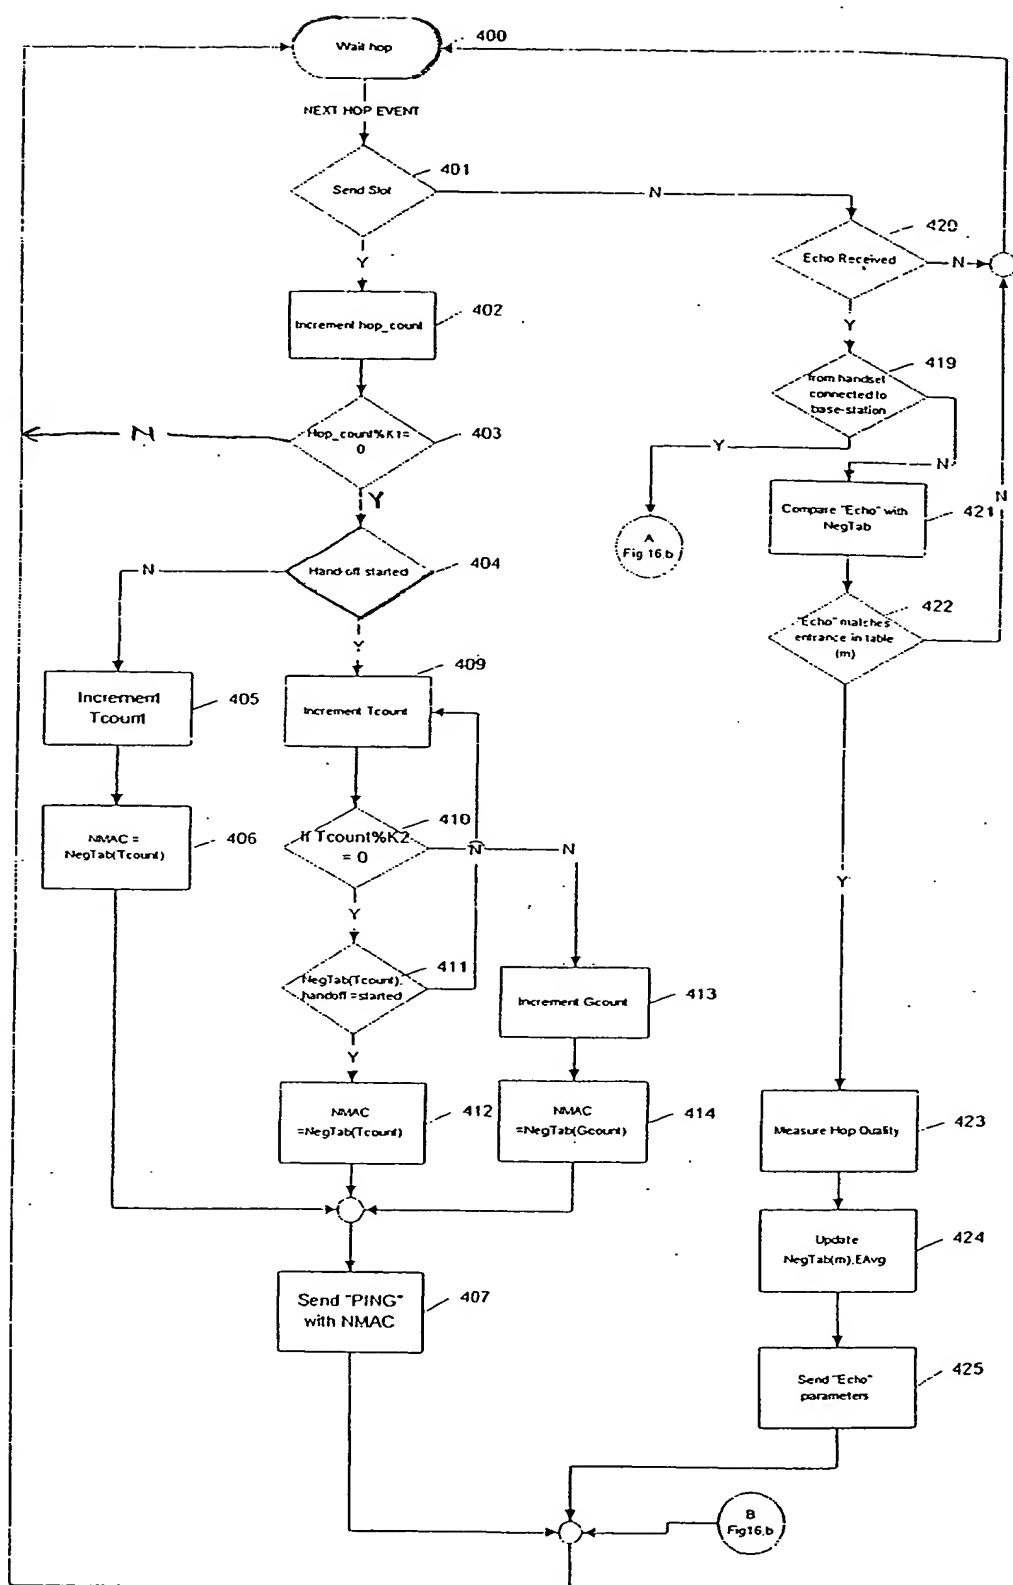 Wait hop
400
NEXT HOP EVENT
Send Slot
401
N
Y
Echo Received
420
N
Y
Increment hop_count
402
from handset
connected to
base-station
419
Y
N
Hop_count%K1=
0
403
N
Y
A
Fig 16,b
Compare "Echo" with
NegTab
421
N
Hand-off started
404
N
Y
"Echo" matches
entrance in table
(m)
422
Increment
Tcount
405
Increment Tcount
409
NMAC =
NegTab(Tcount)
406
If Tcount%K2
= 0
410
N
N
Y
Y
NegTab(Tcount).
handoff =started
411
Y
Increment Gcount
413
NMAC
=NegTab(Tcount)
412
NMAC
=NegTab(Gcount)
414
Measure Hop Quality
423
Update
NegTab(m).EAvg
424
Send "PING"
with NMAC
407
Send "Echo"
parameters
425
B
Fig16,b